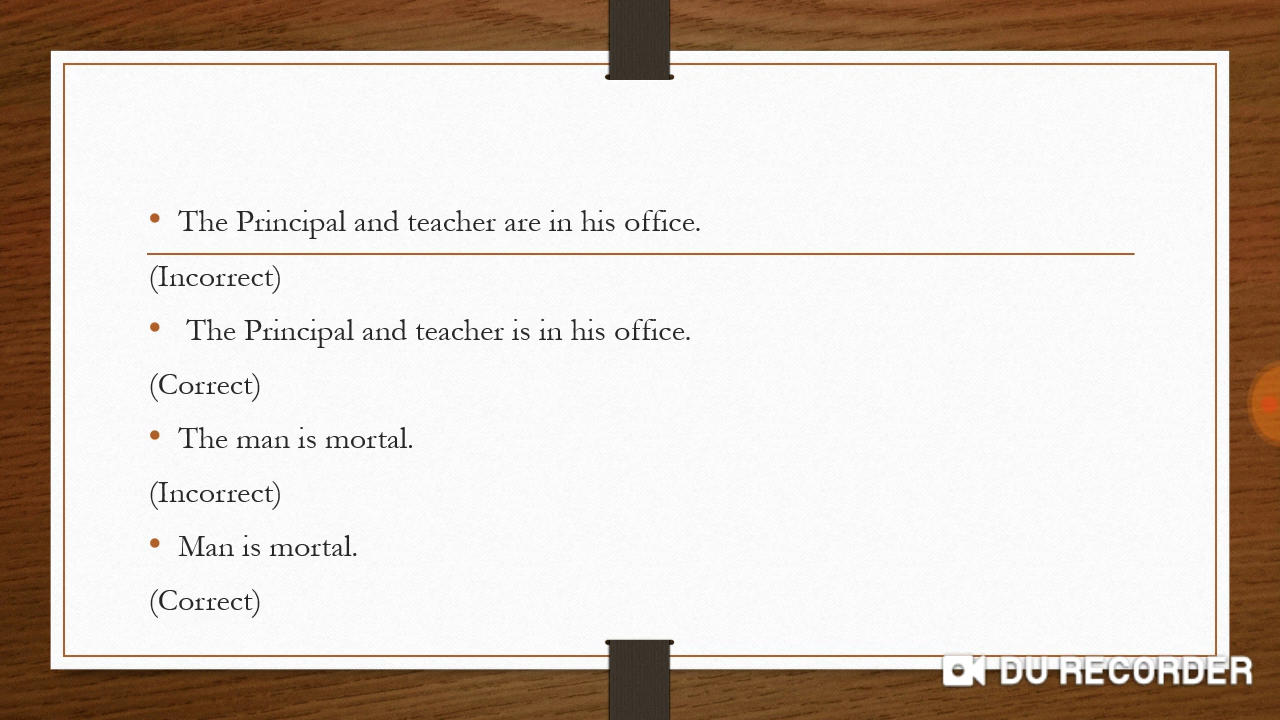 • The Principal and teacher are in his office.
(Incorrect)
• The Principal and teacher is in his office.
(Correct)
• The man is mortal.
(Incorrect)
• Man is mortal.
(Correct)
DU RECORDER